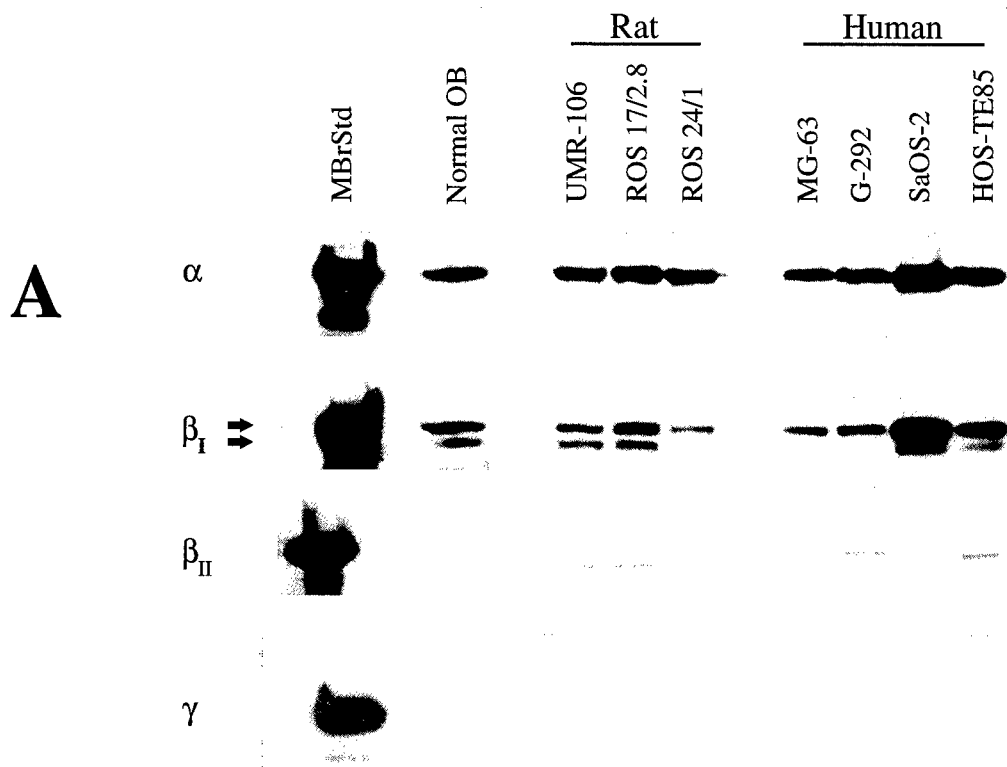 Rat Human
MBrStd
Normal OB
UMR-106
ROS 17/2.8
ROS 24/1
MG-63
G-292
SaOS-2
HOS-TE85
A
α
βI
βII
γ